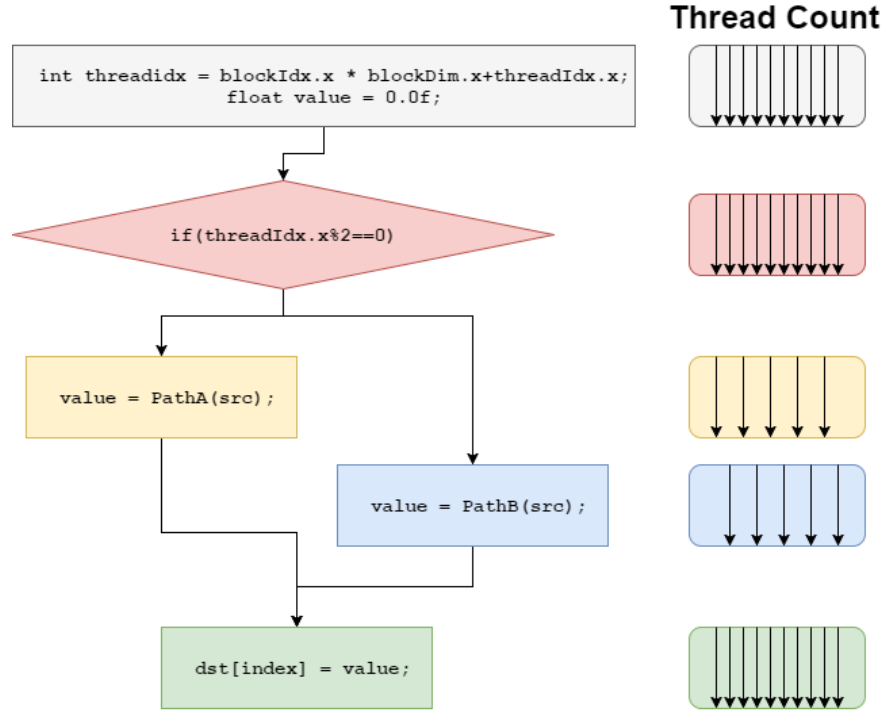 Thread Count
int threadidx = blockIdx.x * blockDim.x+threadIdx.x;
float value = 0.0f;
if(threadIdx.x%2==0)
value = PathA(src);
value = PathB(src);
dst[index] = value;